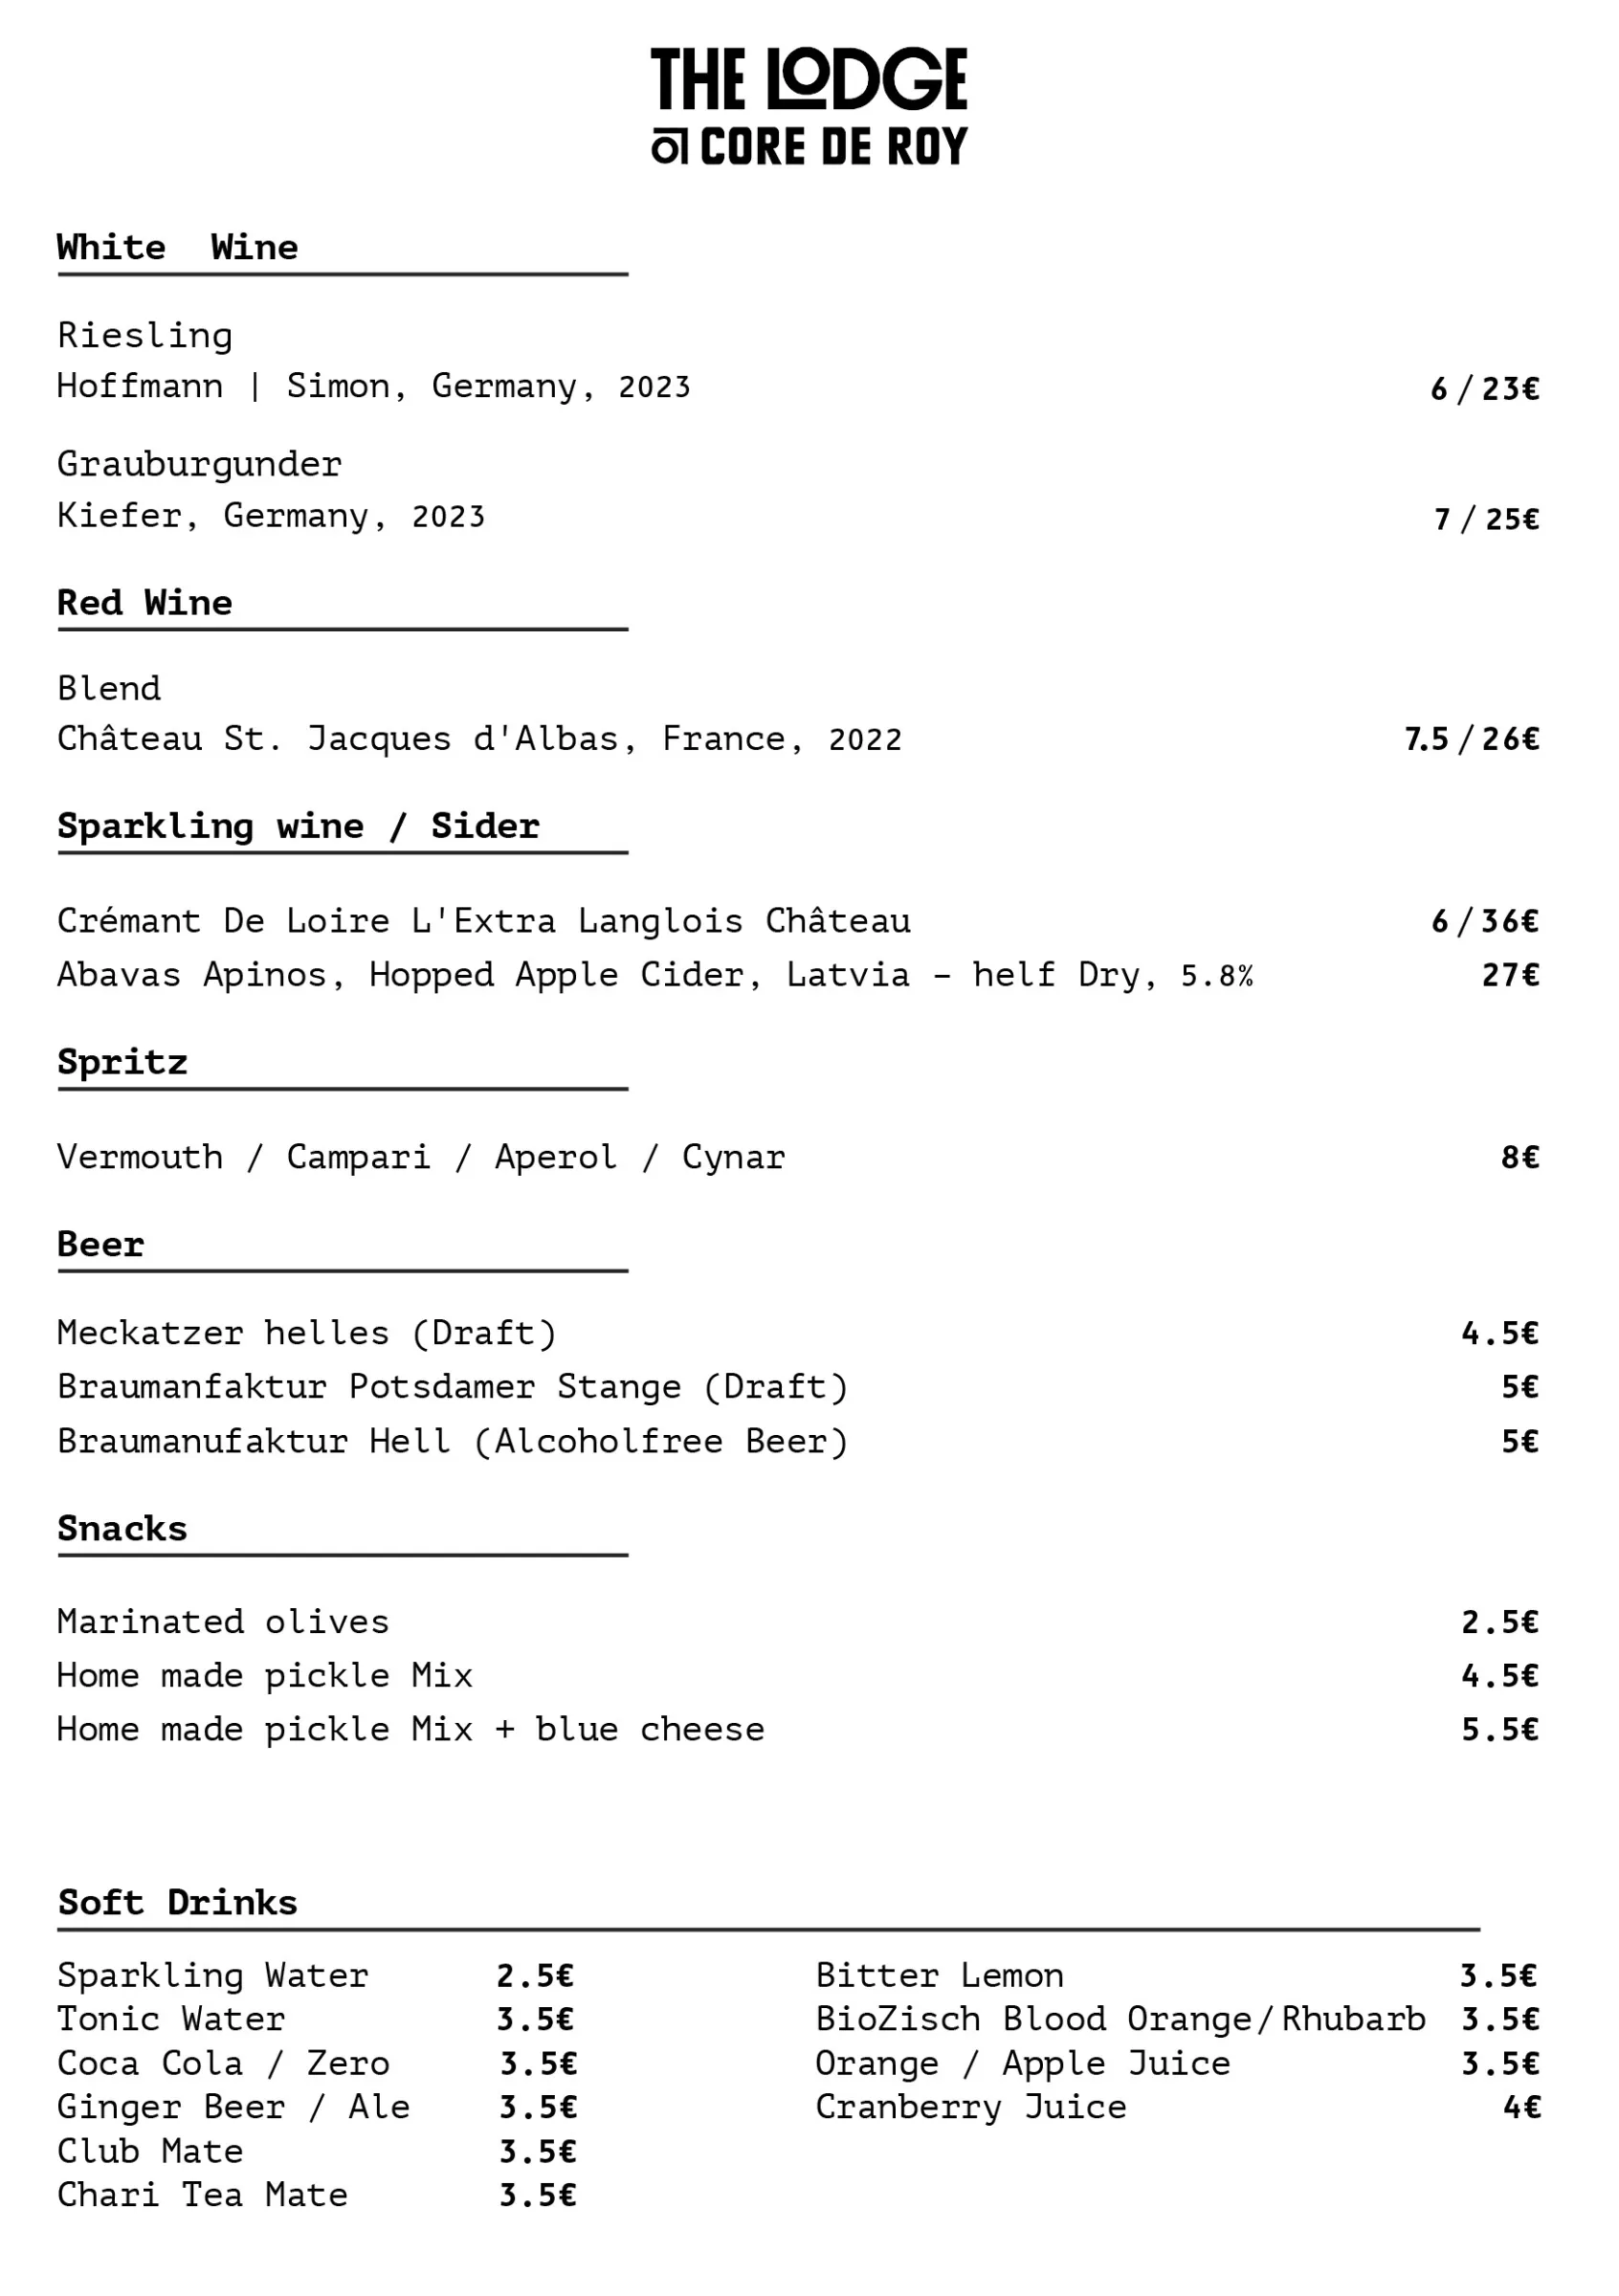 THE LODGE
CORE DE ROY
White Wine
Riesling
Hoffmann | Simon, Germany, 2023 6 / 23€
Grauburgunder
Kiefer, Germany, 2023 7 / 25€
Red Wine
Blend
Château St. Jacques d'Albas, France, 2022 7.5 / 26€
Sparkling wine / Sider
Crémant De Loire L'Extra Langlois Château 6 / 36€
Abavas Apinos, Hopped Apple Cider, Latvia – helf Dry, 5.8% 27€
Spritz
Vermouth / Campari / Aperol / Cynar 8€
Beer
Meckatzer helles (Draft) 4.5€
Braumanfaktur Potsdamer Stange (Draft) 5€
Braumanufaktur Hell (Alcoholfree Beer) 5€
Snacks
Marinated olives 2.5€
Home made pickle Mix 4.5€
Home made pickle Mix + blue cheese 5.5€
Soft Drinks
Sparkling Water 2.5€
Tonic Water 3.5€
Coca Cola / Zero 3.5€
Ginger Beer / Ale 3.5€
Club Mate 3.5€
Chari Tea Mate 3.5€
Bitter Lemon 3.5€
BioZisch Blood Orange/Rhubarb 3.5€
Orange / Apple Juice 3.5€
Cranberry Juice 4€